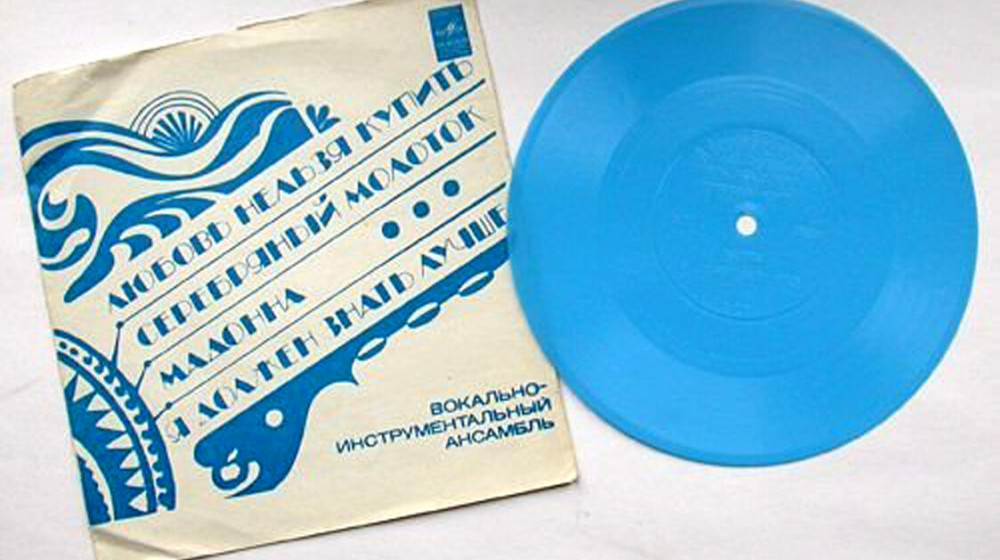 ЛЮБОВЬ НЕЛЬЗЯ КУПИТЬ
СЕРЕБРЯНЫЙ МОЛОТОК
МАДОННА
Я ДОЛЖЕН ЗНАТЬ ЛУЧШЕ
ВОКАЛЬНО-
ИНСТРУМЕНТАЛЬНЫЙ
АНСАМБЛЬ